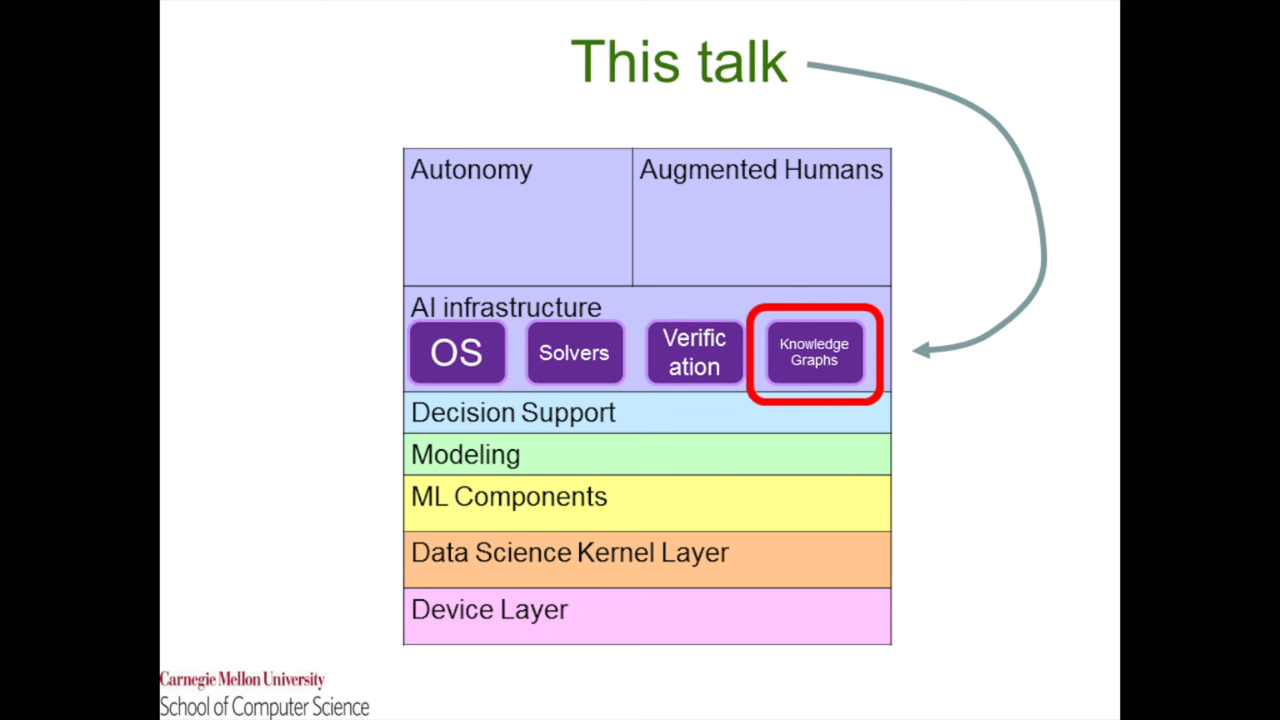 This talk
Autonomy
Augmented Humans
AI infrastructure
OS
Solvers
Verific
ation
Knowledge
Graphs
Decision Support
Modeling
ML Components
Data Science Kernel Layer
Device Layer
Carnegie Mellon University
School of Computer Science